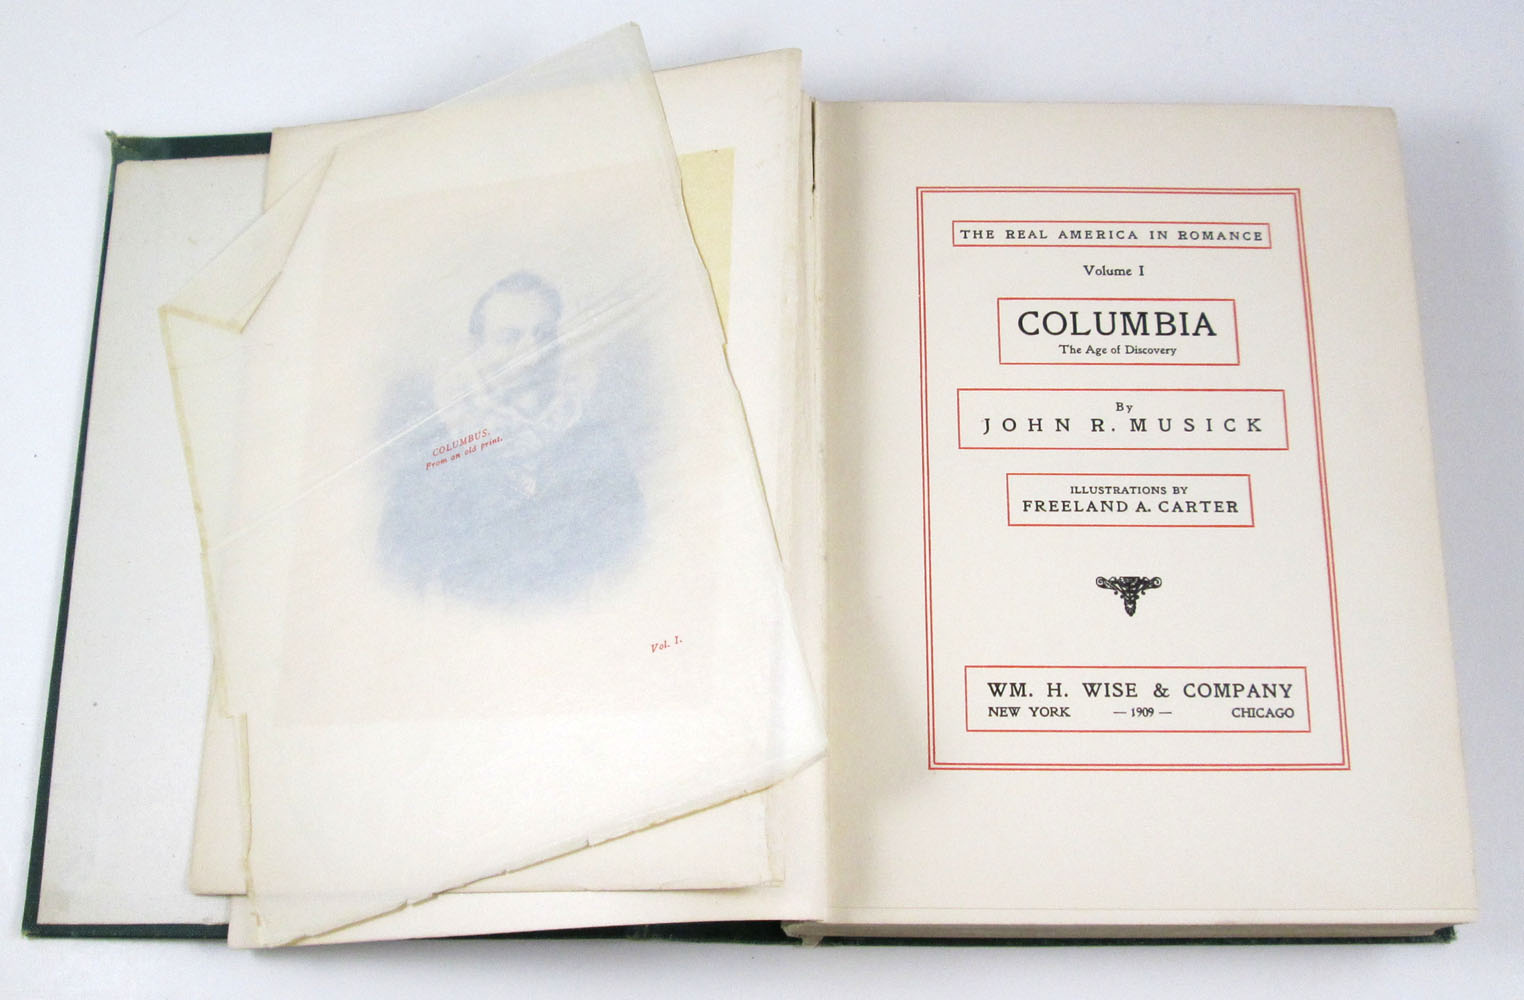 COLUMBUS.
From an old print.
Vol. I.
THE REAL AMERICA IN ROMANCE
Volume I
COLUMBIA
The Age of Discovery
By
JOHN R. MUSICK
ILLUSTRATIONS BY
FREELAND A. CARTER
WM. H. WISE & COMPANY
NEW YORK — 1909 — CHICAGO